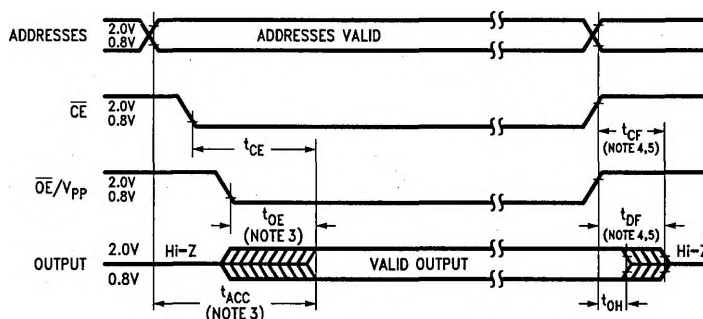 ADDRESSES 2.0V 0.8V ADDRESSES VALID
CE 2.0V 0.8V
tCE
tCF
(NOTE 4,5)
OE/VPP 2.0V 0.8V
tOE
(NOTE 3)
tDF
(NOTE 4,5)
OUTPUT 2.0V 0.8V Hi-Z VALID OUTPUT Hi-Z
tACC
(NOTE 3)
tOH